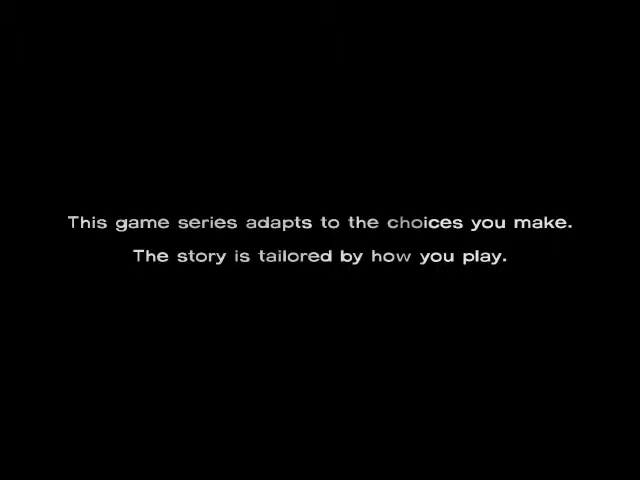 This game series adapts to the choices you make.
The story is tailored by how you play.